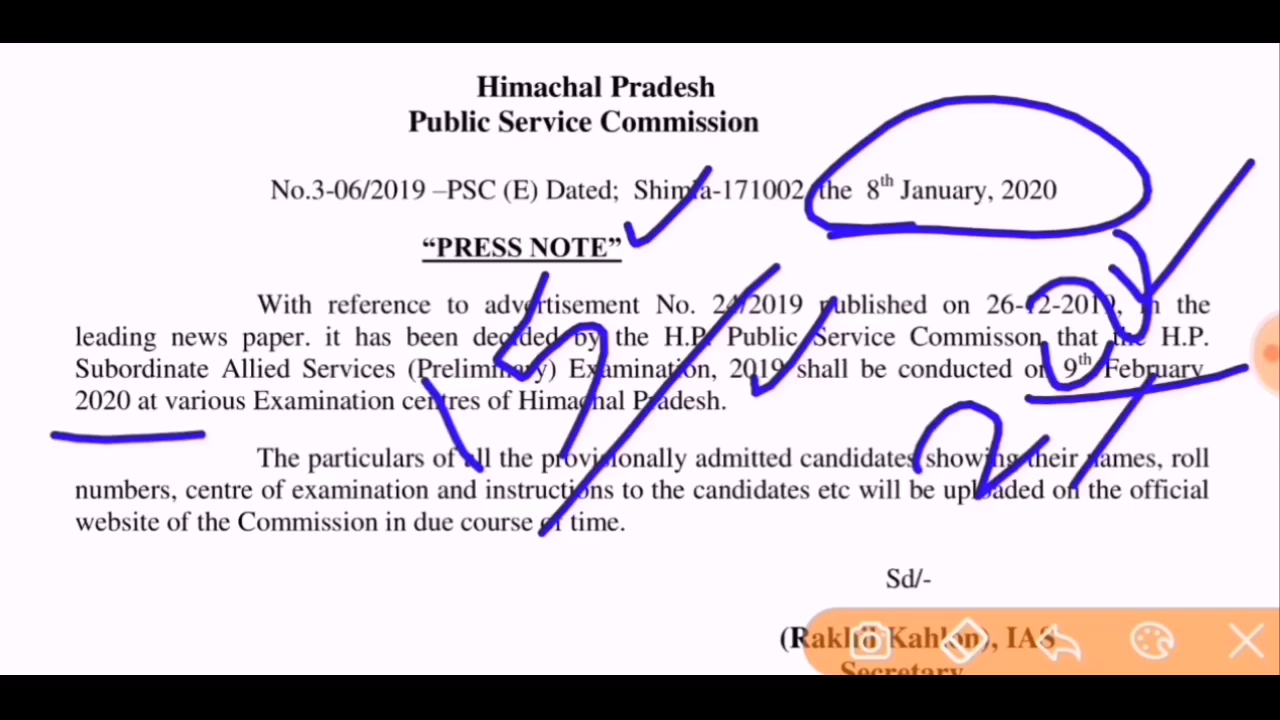 Himachal Pradesh
Public Service Commission
No.3-06/2019 –PSC (E) Dated; Shimla-171002 the 8th January, 2020
“PRESS NOTE”
With reference to advertisement No. 24/2019 published on 26-12-2019, in the
leading news paper. it has been decided by the H.P. Public Service Commisson that the H.P.
Subordinate Allied Services (Preliminary) Examination, 2019 shall be conducted on 9th February
2020 at various Examination centres of Himachal Pradesh.
The particulars of all the provisionally admitted candidates showing their names, roll
numbers, centre of examination and instructions to the candidates etc will be uploaded on the official
website of the Commission in due course of time.
Sd/-
(Rakhil Kahlon), IAS
Secretary